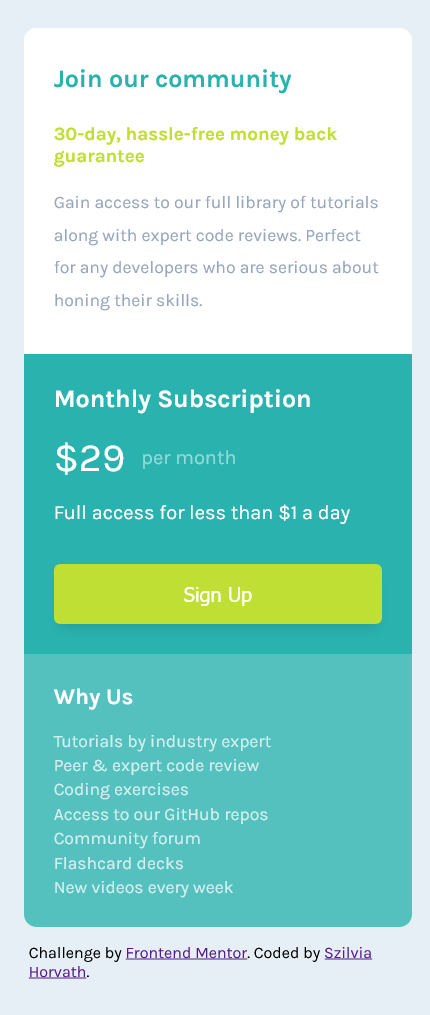 Join our community
30-day, hassle-free money back
guarantee
Gain access to our full library of tutorials
along with expert code reviews. Perfect
for any developers who are serious about
honing their skills.
Monthly Subscription
$29 per month
Full access for less than $1 a day
Sign Up
Why Us
Tutorials by industry expert
Peer & expert code review
Coding exercises
Access to our GitHub repos
Community forum
Flashcard decks
New videos every week
Challenge by Frontend Mentor. Coded by Szilvia
Horvath.